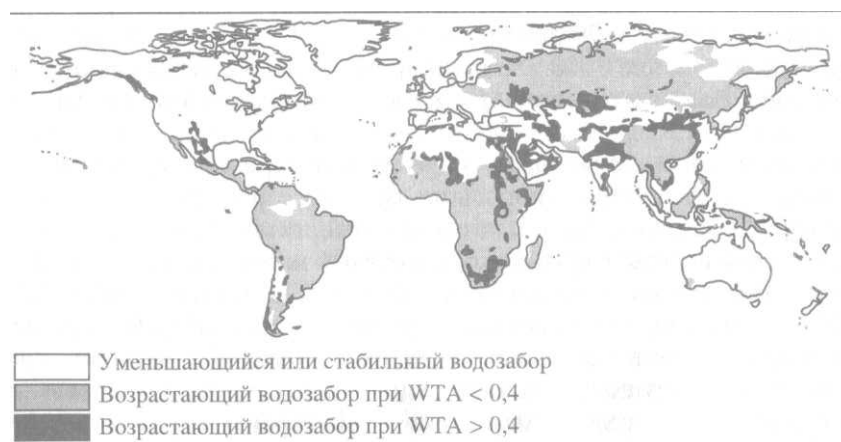 Уменьшающийся или стабильный водозабор
Возрастающий водозабор при WTA < 0,4
Возрастающий водозабор при WTA > 0,4